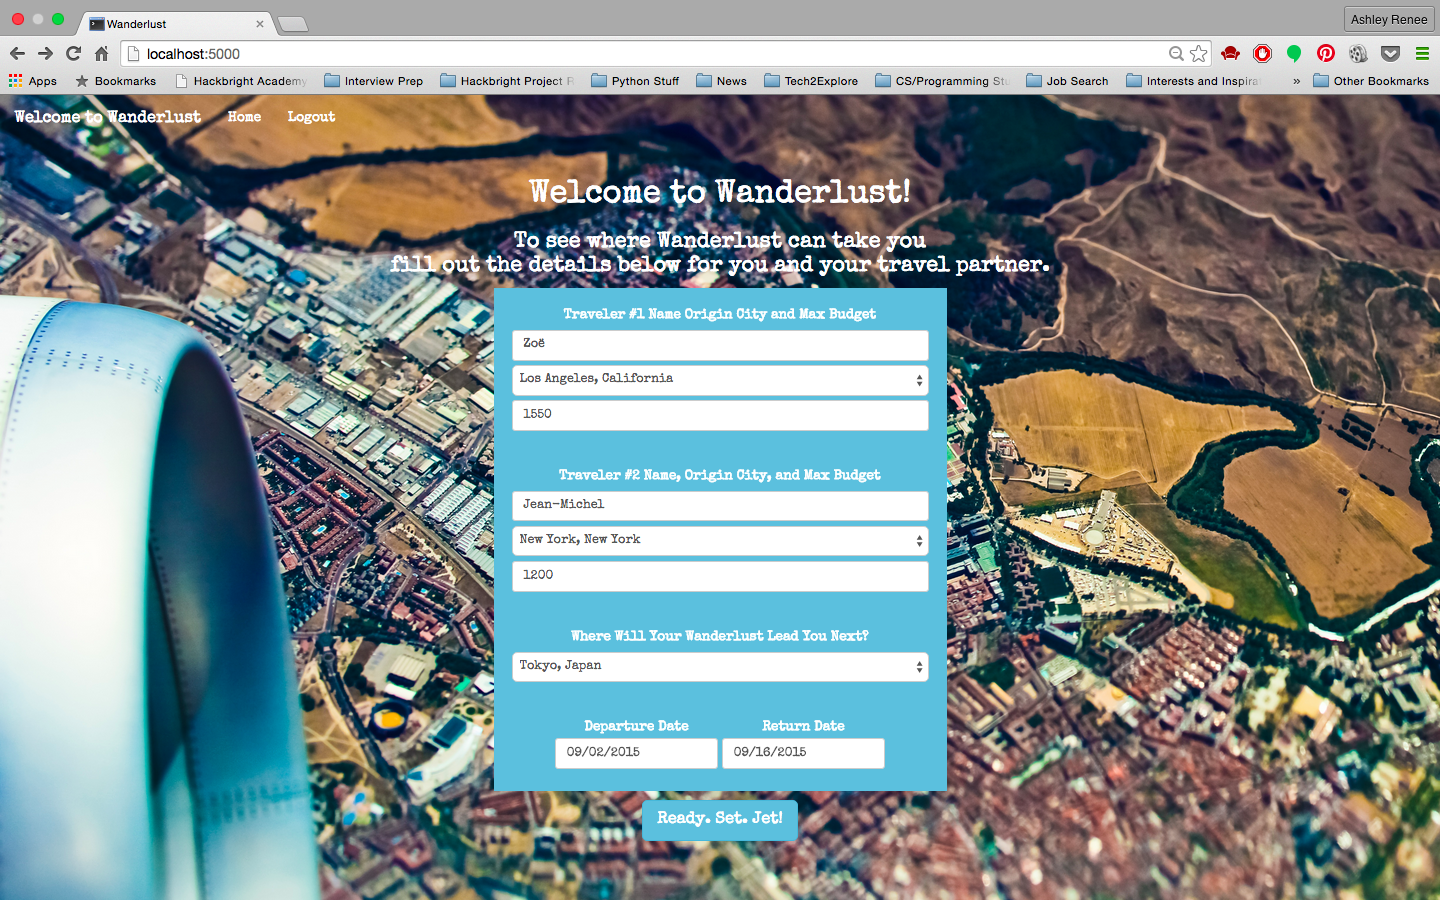 Wanderlust
Ashley Renee
localhost:5000
Apps
Bookmarks
Hackbright Academy
Interview Prep
Hackbright Project R
Python Stuff
News
Tech2Explore
CS/Programming Stu
Job Search
Interests and Inspirat
»
Other Bookmarks
Welcome to Wanderlust
Home
Logout
Welcome to Wanderlust!
To see where Wanderlust can take you
fill out the details below for you and your travel partner.
Traveler #1 Name Origin City and Max Budget
Zoë
Los Angeles, California
1550
Traveler #2 Name, Origin City, and Max Budget
Jean-Michel
New York, New York
1200
Where Will Your Wanderlust Lead You Next?
Tokyo, Japan
Departure Date
Return Date
09/02/2015
09/16/2015
Ready. Set. Jet!